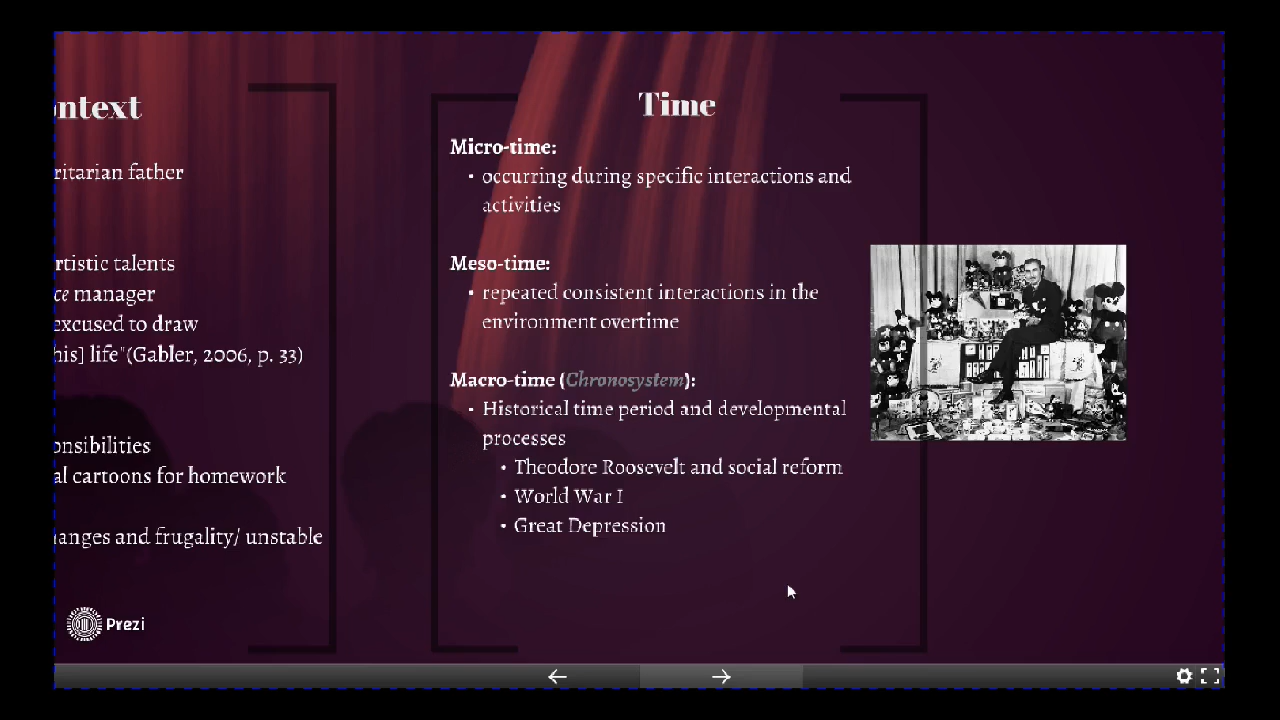 ntext
ritarian father
rtistic talents
ce manager
excused to draw
his] life"(Gabler, 2006, p. 33)
onsibilities
al cartoons for homework
anges and frugality/ unstable
Time
Micro-time:
• occurring during specific interactions and
activities
Meso-time:
• repeated consistent interactions in the
environment overtime
Macro-time (Chronosystem):
• Historical time period and developmental
processes
• Theodore Roosevelt and social reform
• World War I
• Great Depression
Prezi